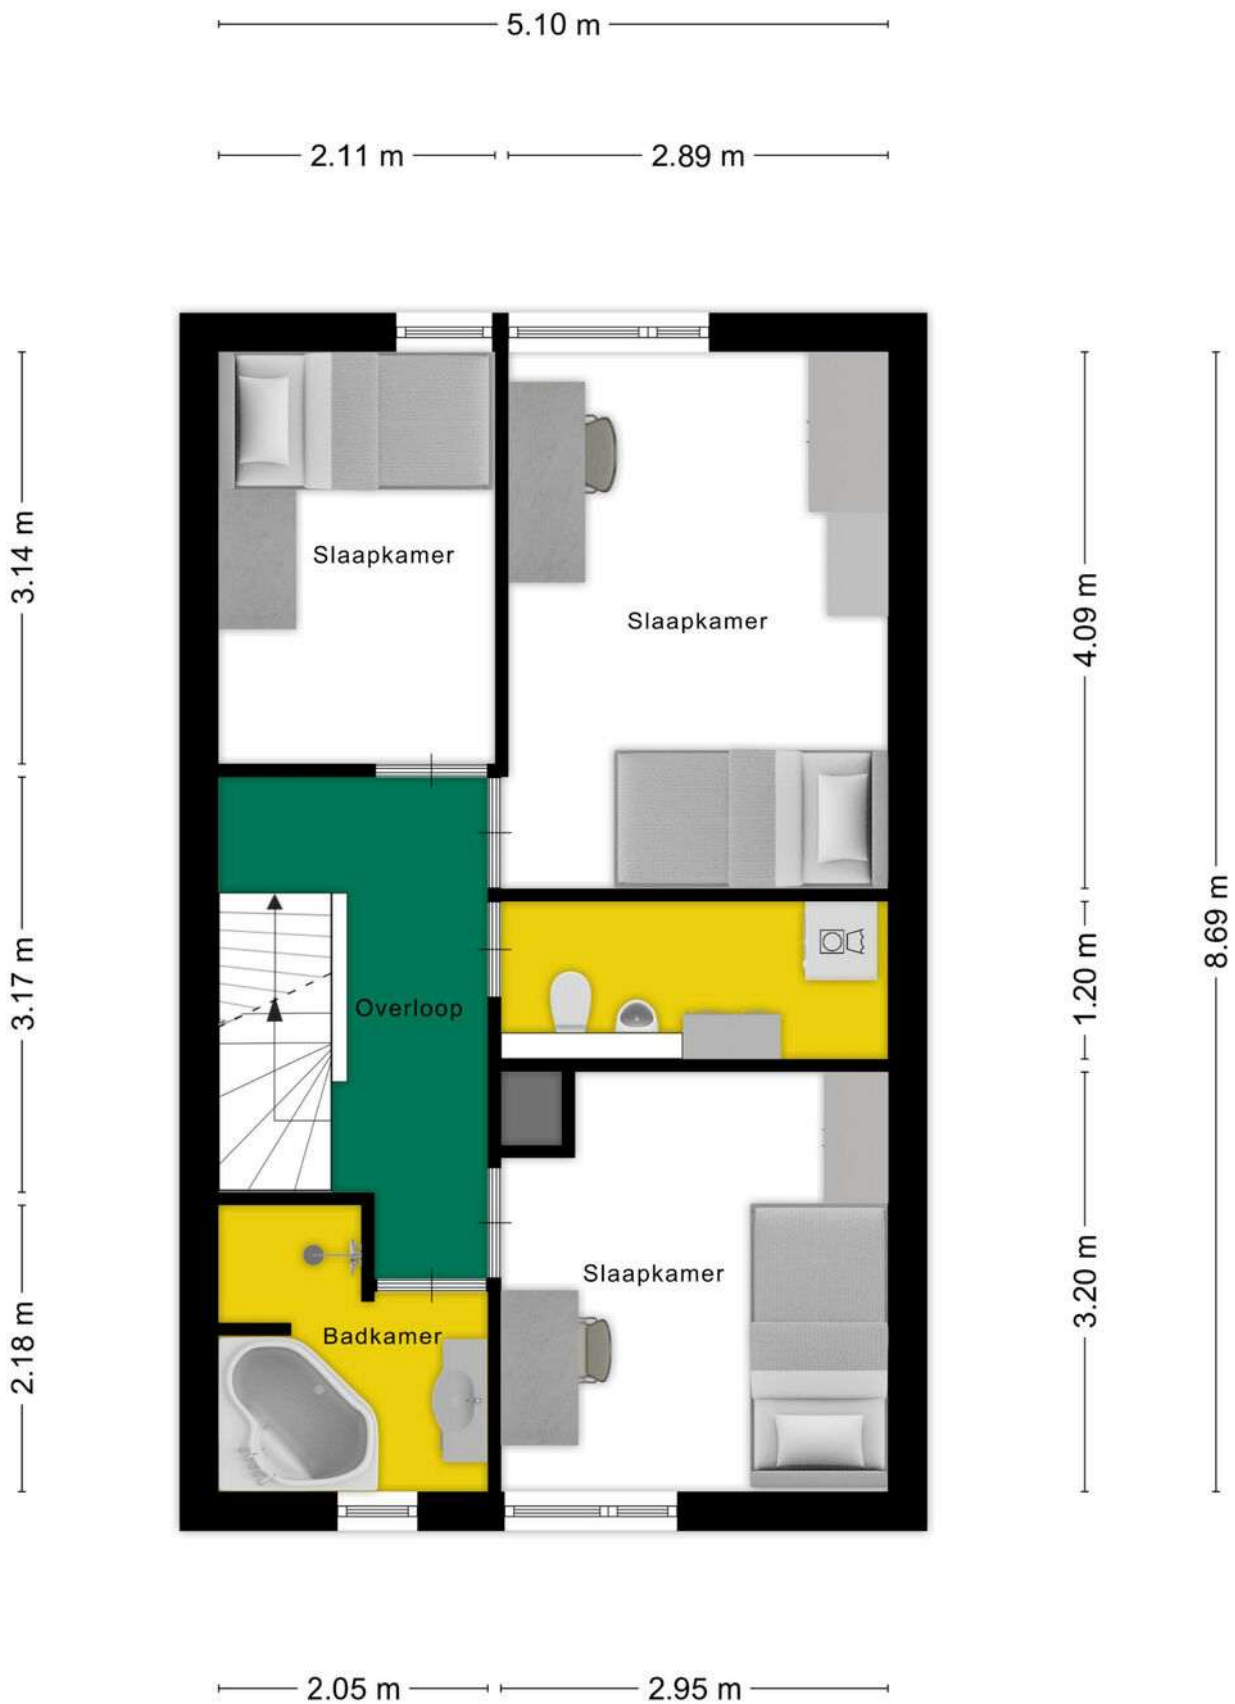 5.10 m
2.11 m
2.89 m
3.14 m
Slaapkamer
Slaapkamer
4.09 m
8.69 m
3.17 m
Overloop
1.20 m
Slaapkamer
3.20 m
Badkamer
2.18 m
2.05 m
2.95 m